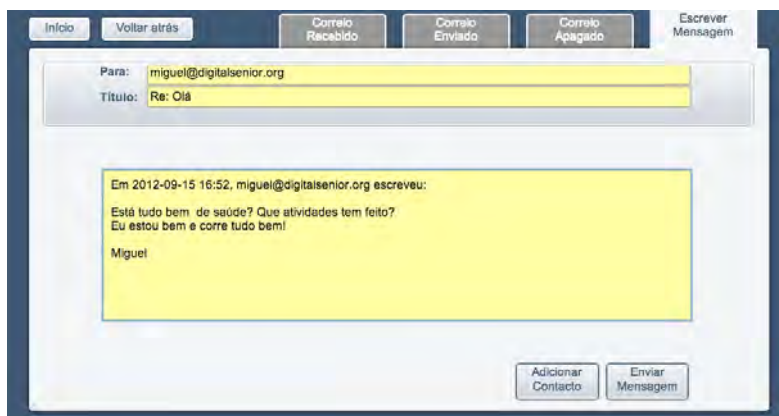 Início
Voltar atrás
Correio
Recebido
Correio
Enviado
Correio
Apagado
Escrever
Mensagem
Para:
miguel@digitalsenior.org
Título:
Re: Olá
Em 2012-09-15 16:52, miguel@digitalsenior.org escreveu:
Está tudo bem de saúde? Que atividades tem feito?
Eu estou bem e corre tudo bem!
Miguel
Adicionar
Contacto
Enviar
Mensagem